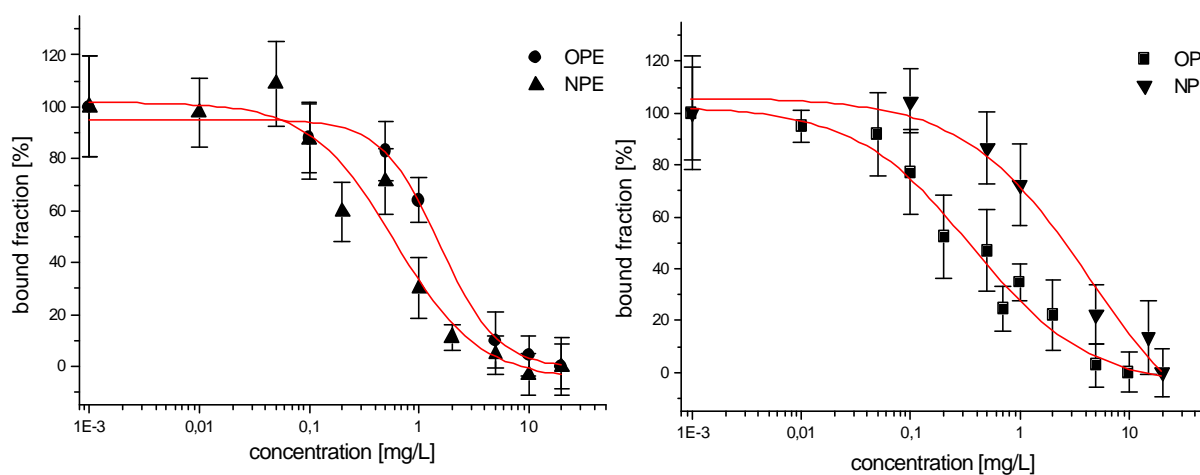 120
100
80
60
40
20
0
bound fraction [%]
1E-3
0,01
0,1
1
10
concentration [mg/L]
OPE
NPE
120
100
80
60
40
20
0
bound fraction [%]
1E-3
0,01
0,1
1
10
concentration [mg/L]
OP
NP